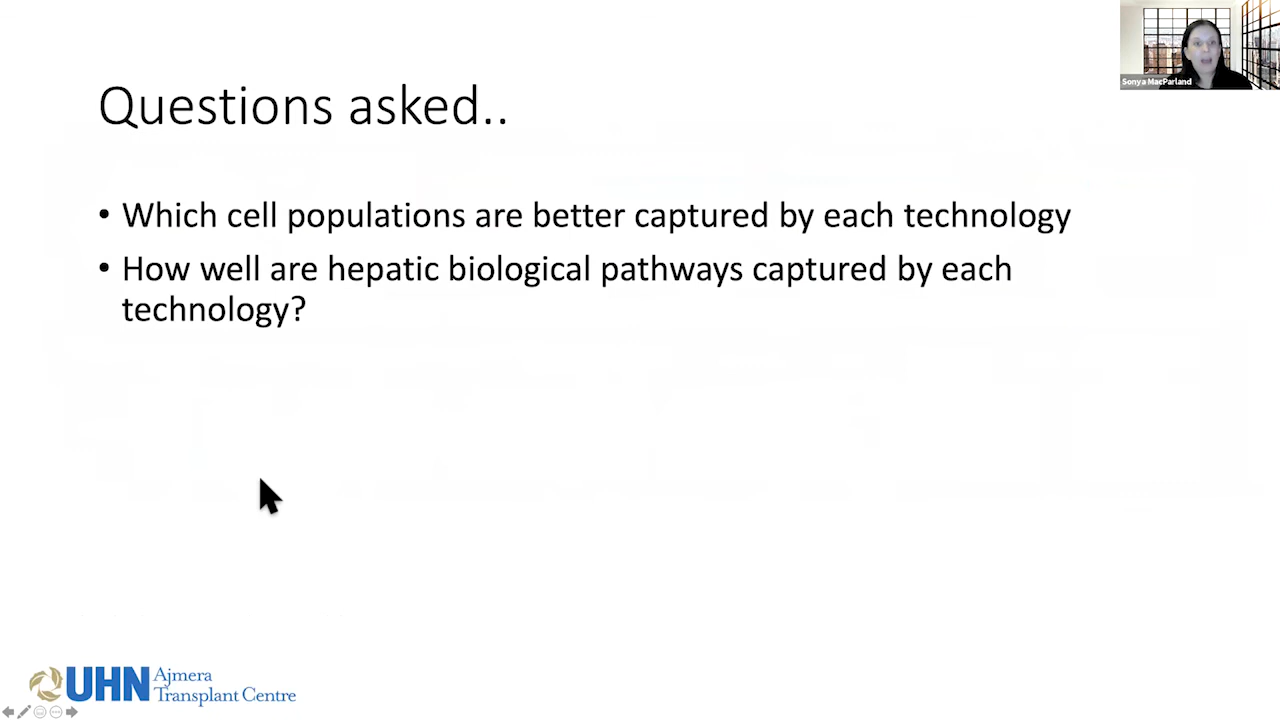 Sonya MacParland
Questions asked..
• Which cell populations are better captured by each technology
• How well are hepatic biological pathways captured by each
technology?
UHN Ajmera
Transplant Centre